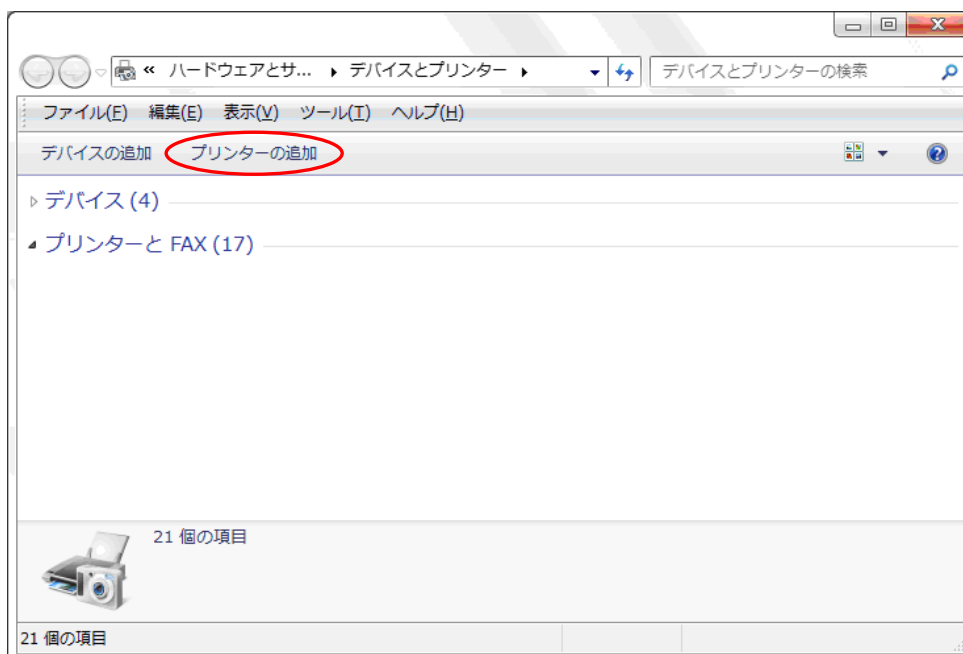 « ハードウェアとサ... ▸ デバイスとプリンター ▸ デバイスとプリンターの検索
ファイル(F) 編集(E) 表示(V) ツール(T) ヘルプ(H)
デバイスの追加 プリンターの追加
デバイス (4)
プリンターと FAX (17)
21 個の項目
21 個の項目